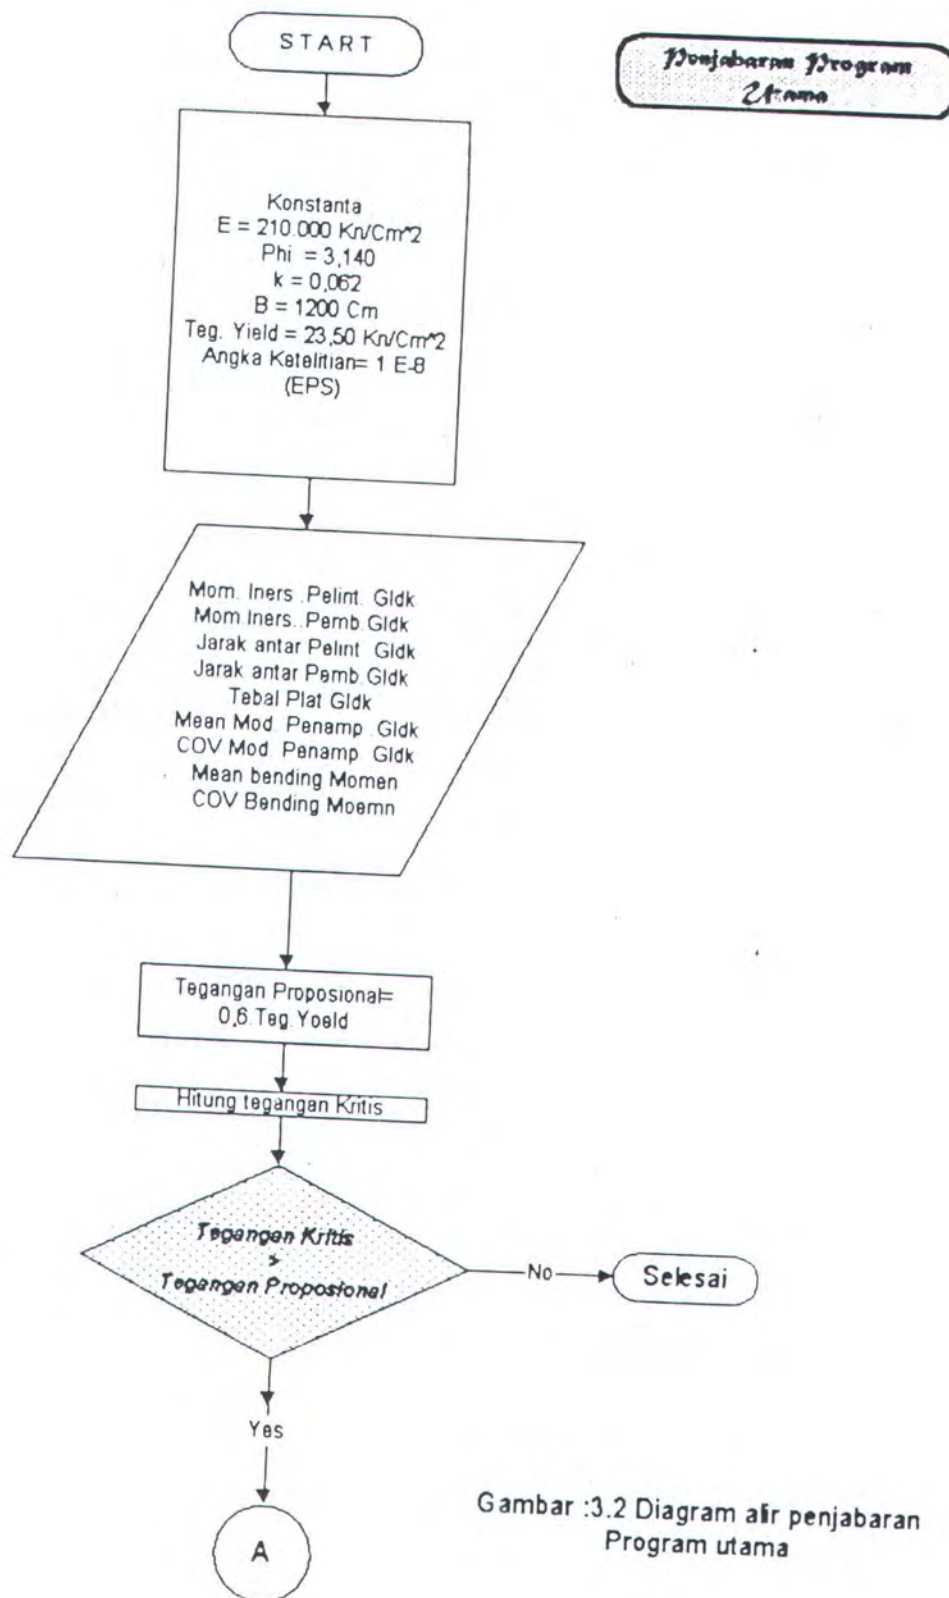 START
Penjabaran Program
Utama
Konstanta
E = 210.000 Kn/Cm^2
Phi = 3,140
k = 0,062
B = 1200 Cm
Teg. Yield = 23,50 Kn/Cm^2
Angka Ketelitian= 1 E-8
(EPS)
Mom. Iners .Pelint. Gldk
Mom.Iners..Pemb.Gldk
Jarak antar Pelint .Gldk
Jarak antar Pemb.Gldk
Tebal Plat Gldk
Mean Mod. Penamp .Gldk
COV Mod. Penamp. Gldk
Mean bending Momen
COV Bending Moemn
Tegangan Proposional=
0,6.Teg.Yoeld
Hitung tegangan Kritis
Tegangan Kritis
>
Tegangan Proposional
No
Selesai
Yes
A
Gambar :3.2 Diagram alir penjabaran
Program utama